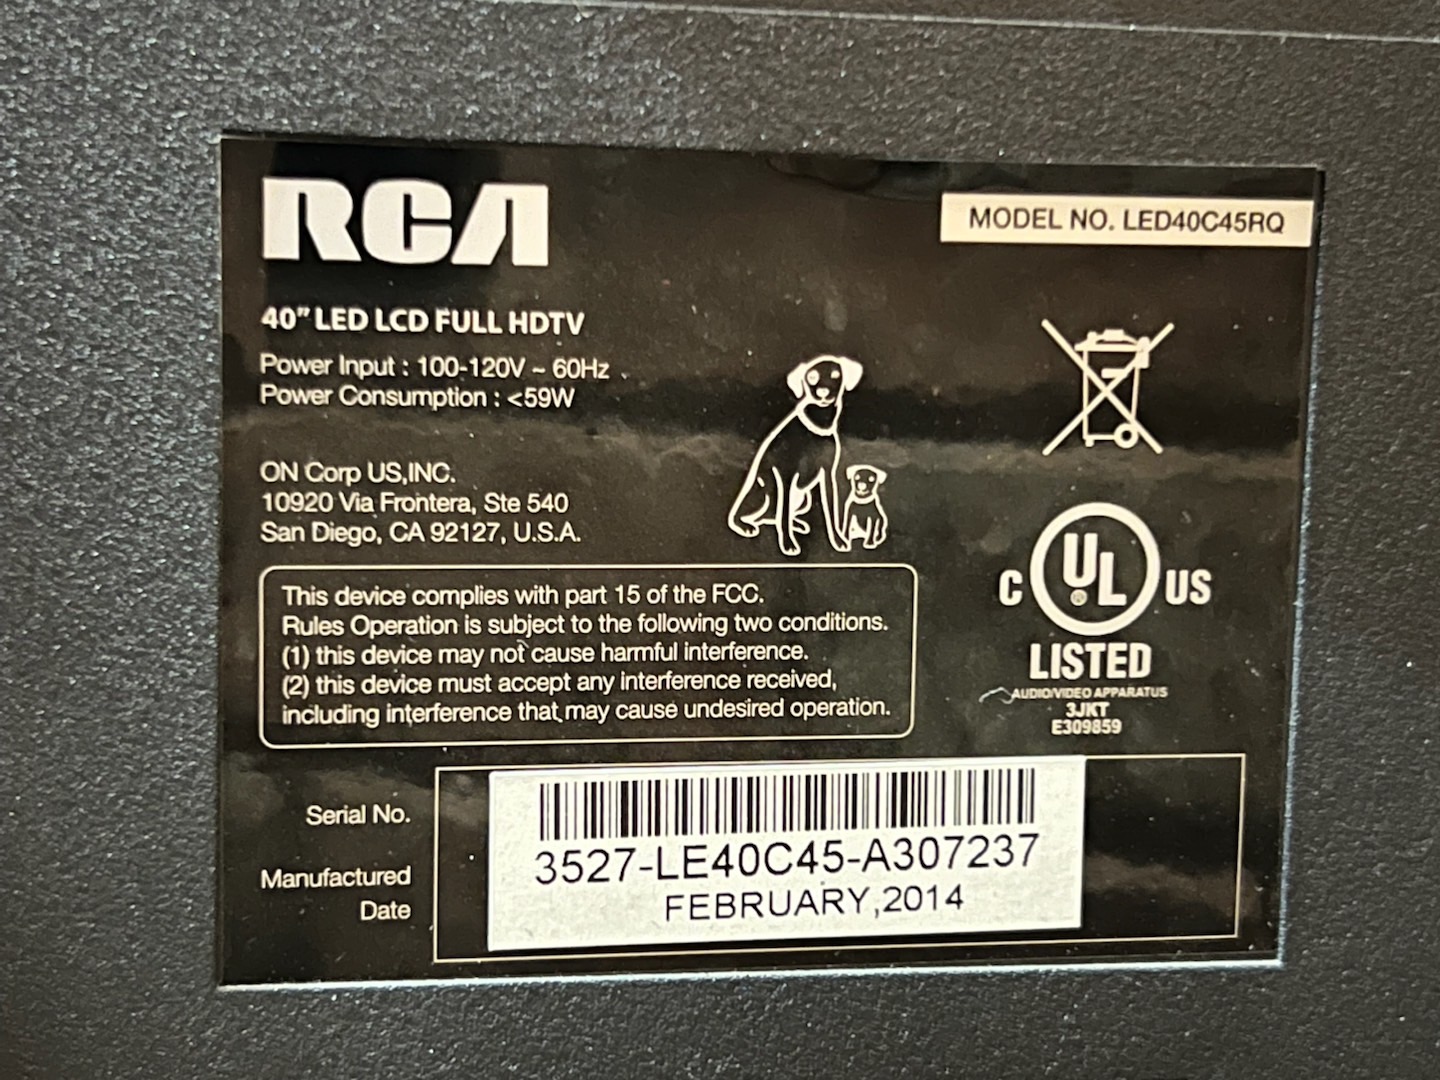 RCA
MODEL NO. LED40C45RQ
40" LED LCD FULL HDTV
Power Input : 100-120V ~ 60Hz
Power Consumption : <59W
ON Corp US,INC.
10920 Via Frontera, Ste 540
San Diego, CA 92127, U.S.A.
This device complies with part 15 of the FCC.
Rules Operation is subject to the following two conditions.
(1) this device may not cause harmful interference.
(2) this device must accept any interference received,
including interference that may cause undesired operation.
C UL ® US
LISTED
AUDIO/VIDEO APPARATUS
3JKT
E309859
Serial No.
3527-LE40C45-A307237
Manufactured
Date
FEBRUARY,2014